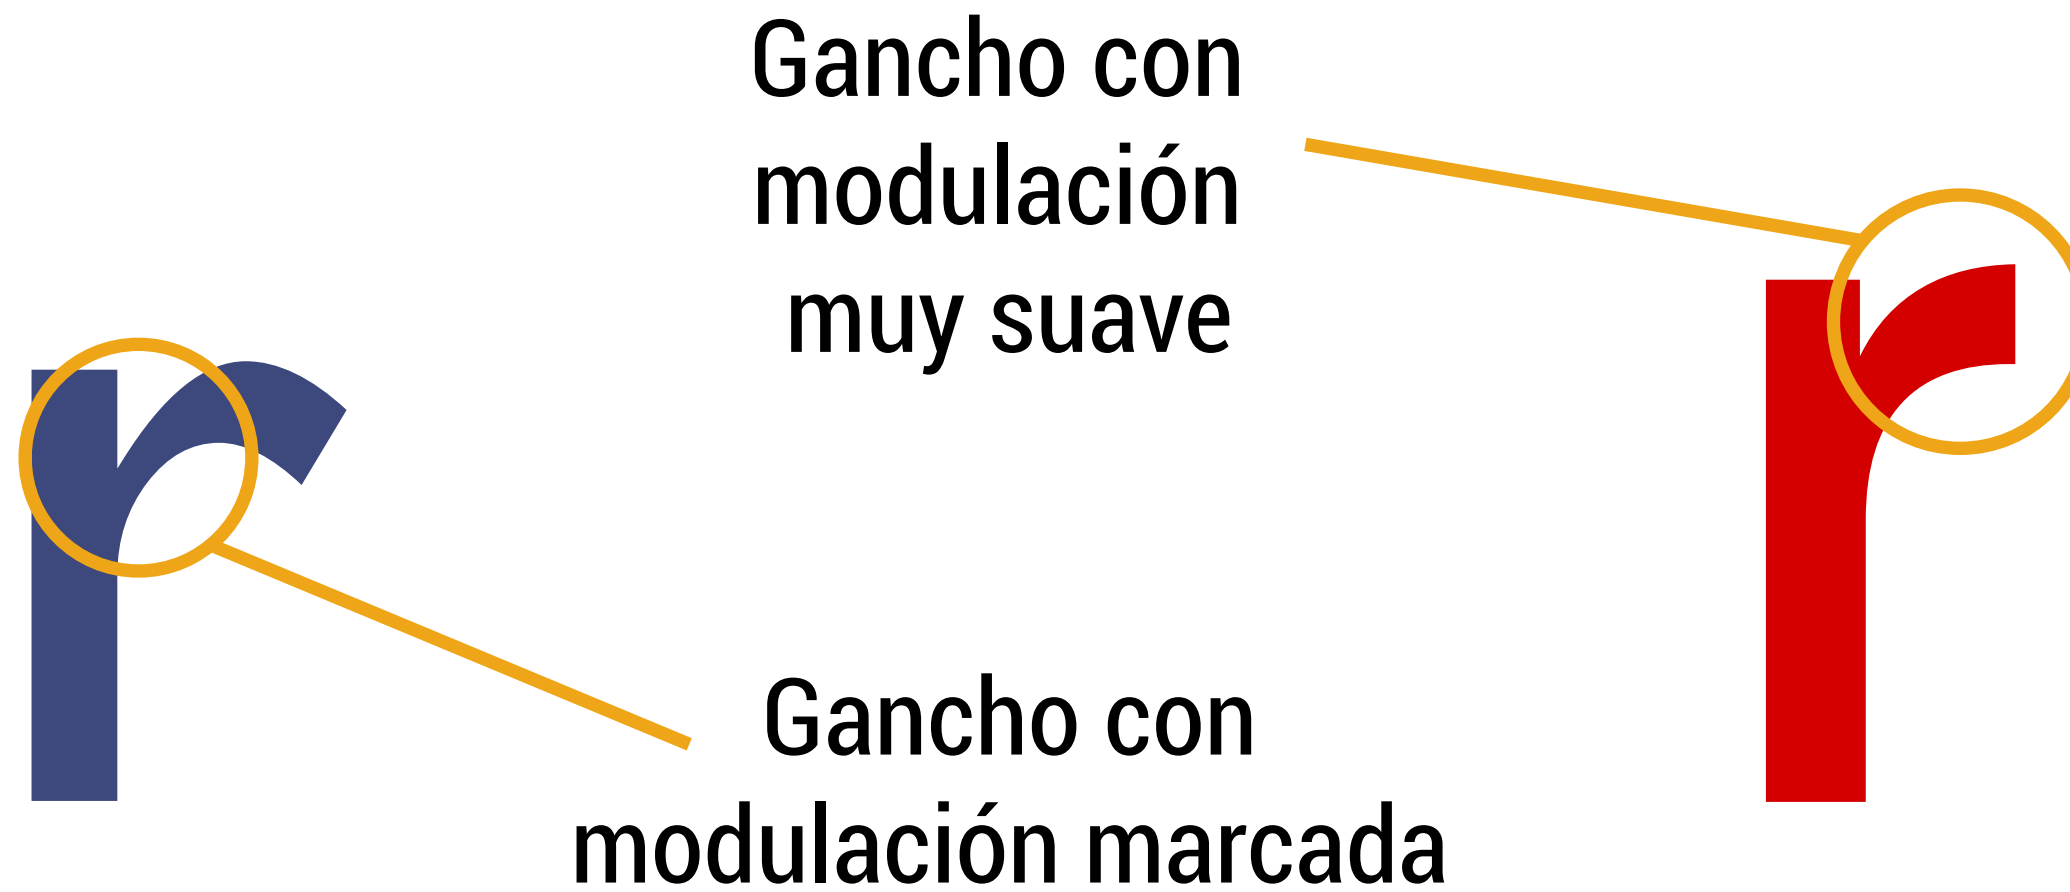 Gancho con
modulación
muy suave
r
r
Gancho con
modulación marcada